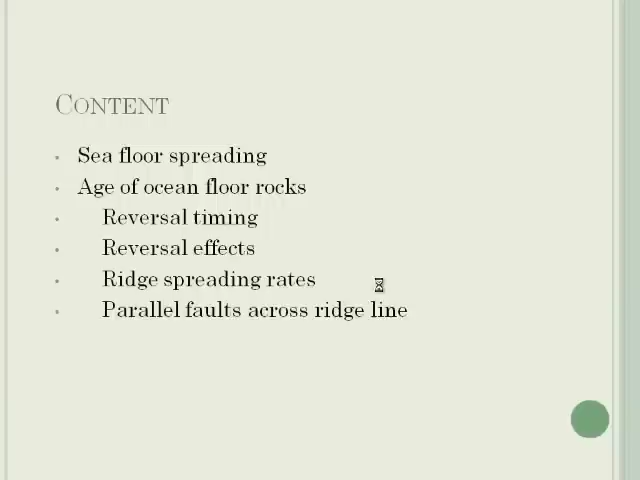 CONTENT
• Sea floor spreading
• Age of ocean floor rocks
• Reversal timing
• Reversal effects
• Ridge spreading rates
• Parallel faults across ridge line